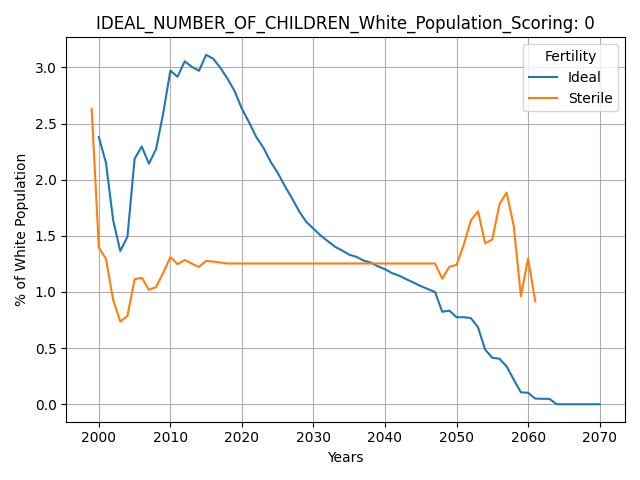 IDEAL_NUMBER_OF_CHILDREN_White_Population_Scoring: 0
Fertility
Ideal
Sterile
% of White Population
3.0
2.5
2.0
1.5
1.0
0.5
0.0
2000 2010 2020 2030 2040 2050 2060 2070
Years